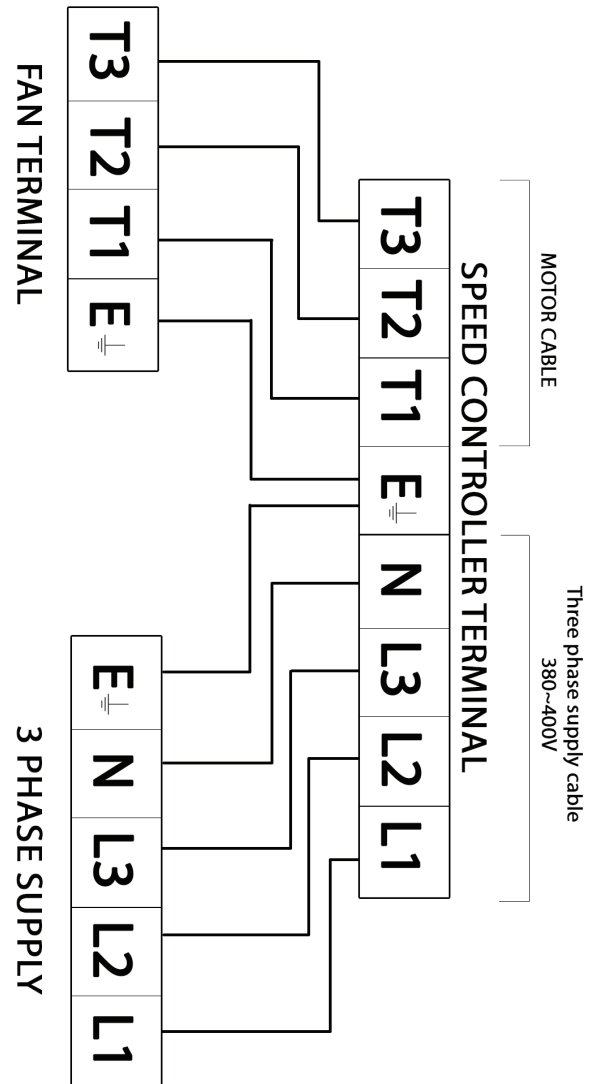 MOTOR CABLE
Three phase supply cable
380~400V
SPEED CONTROLLER TERMINAL
T3 T2 T1 E N L3 L2 L1
T3 T2 T1 E
FAN TERMINAL
E N L3 L2 L1
3 PHASE SUPPLY